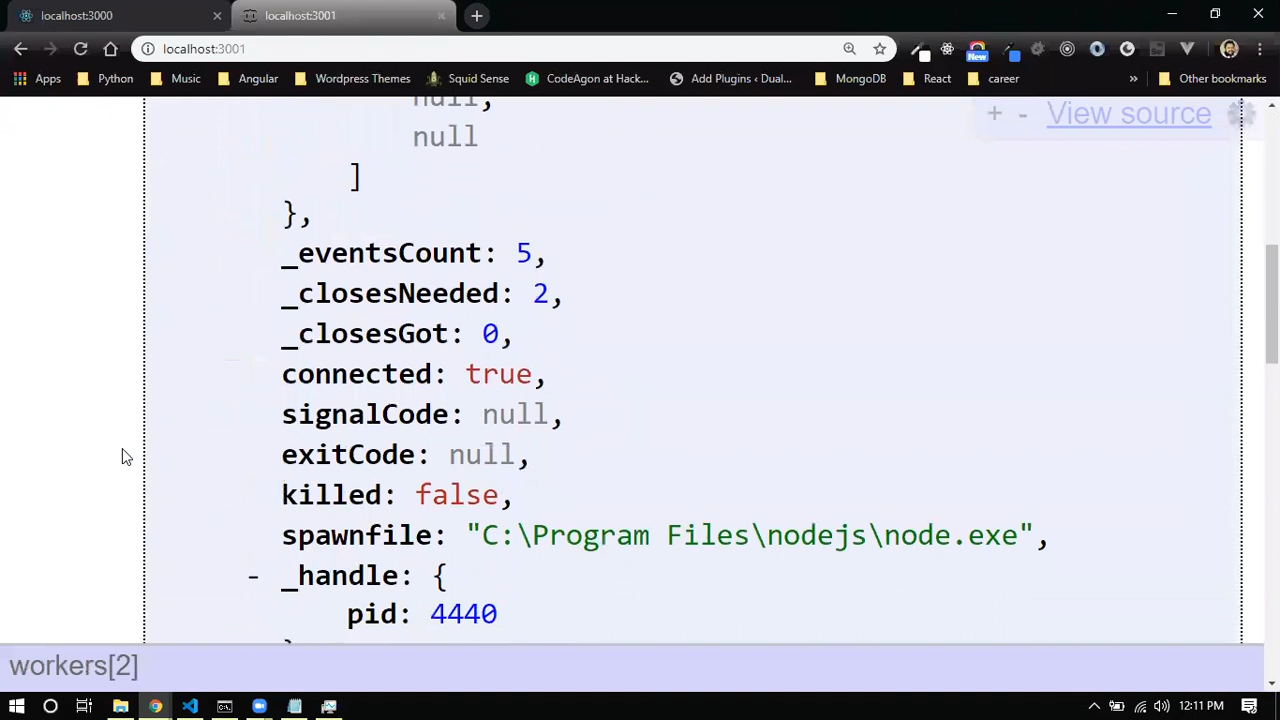 localhost:3000
localhost:3001
localhost:3001
New
Apps
Python
Music
Angular
Wordpress Themes
Squid Sense
CodeAgon at Hack...
Add Plugins ‹ Dual...
MongoDB
React
career
»
Other bookmarks
null,
+ - View source
null
]
},
_eventsCount: 5,
_closesNeeded: 2,
_closesGot: 0,
connected: true,
signalCode: null,
exitCode: null,
killed: false,
spawnfile: "C:\Program Files\nodejs\node.exe",
- _handle: {
pid: 4440
workers[2]
12:11 PM